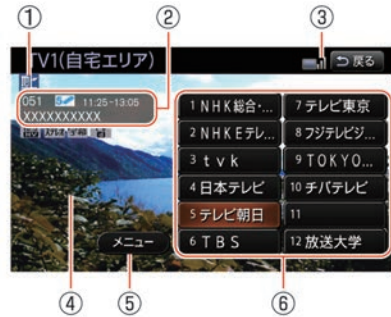 ① ② ③
TV1(自宅エリア) 戻る
051 5 11:25-13:05
XXXXXXXXXX
字幕
1 NHK総合・...
7 テレビ東京
2 NHKEテレ...
8 フジテレビジ...
3 tvk
9 TOKYO...
4 日本テレビ
10 チバテレビ
5 テレビ朝日
11
6 TBS
12 放送大学
メニュー
④ ⑤ ⑥